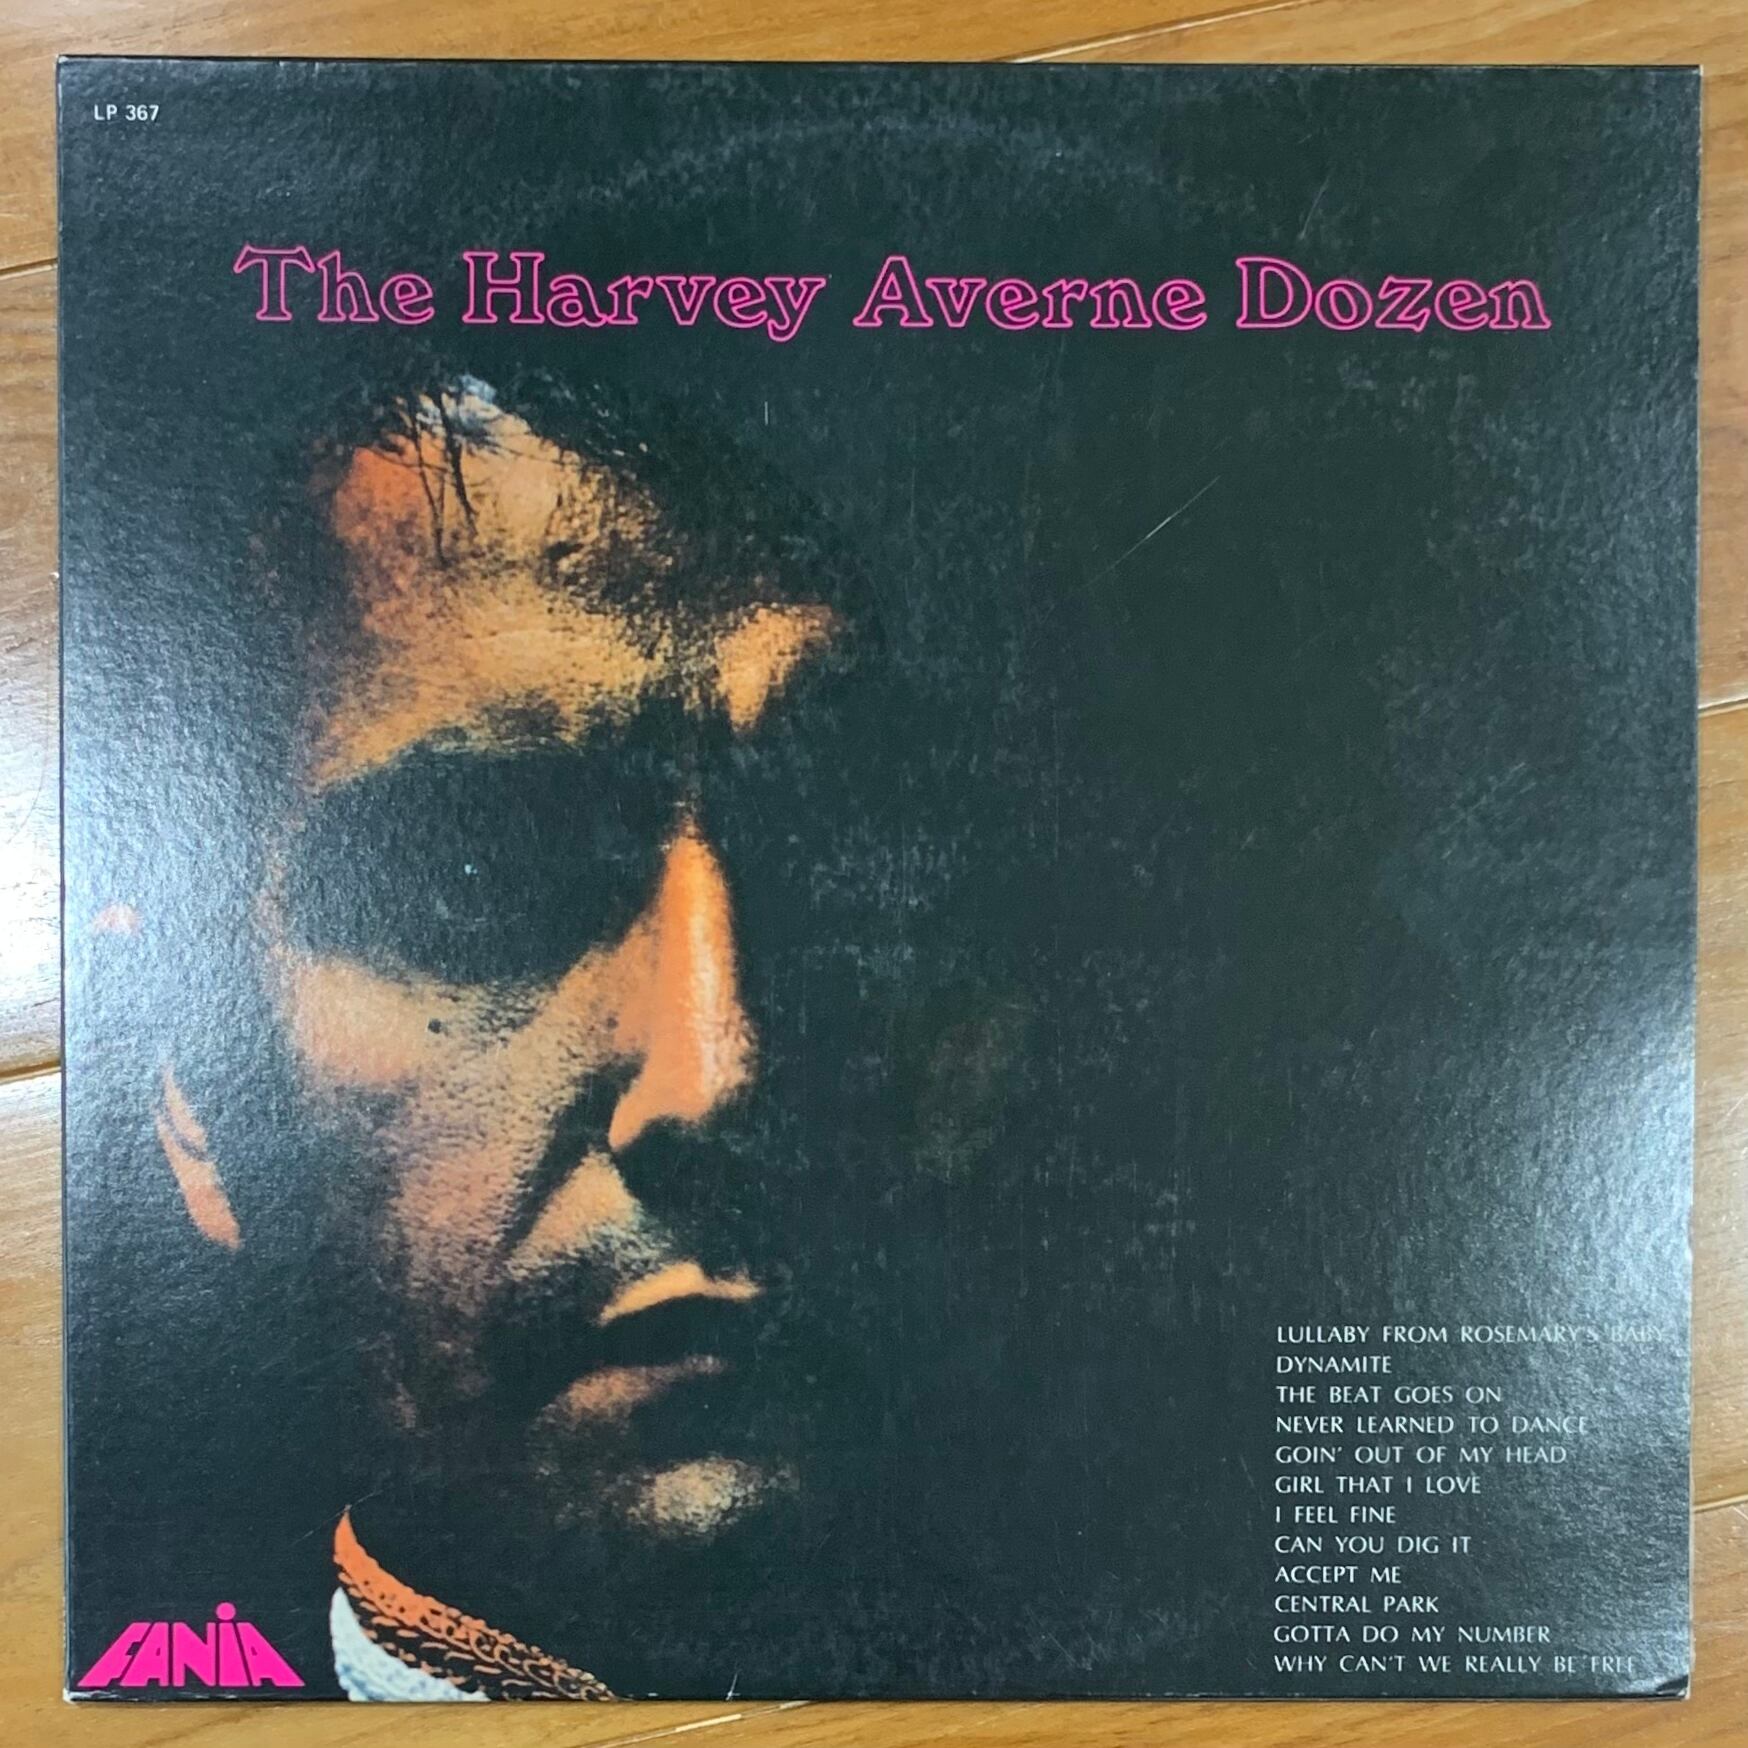 LP 367
The Harvey Averne Dozen
LULLABY FROM ROSEMARY'S BABY
DYNAMITE
THE BEAT GOES ON
NEVER LEARNED TO DANCE
GOIN' OUT OF MY HEAD
GIRL THAT I LOVE
I FEEL FINE
CAN YOU DIG IT
ACCEPT ME
CENTRAL PARK
GOTTA DO MY NUMBER
WHY CAN'T WE REALLY BE FREE
FANIA